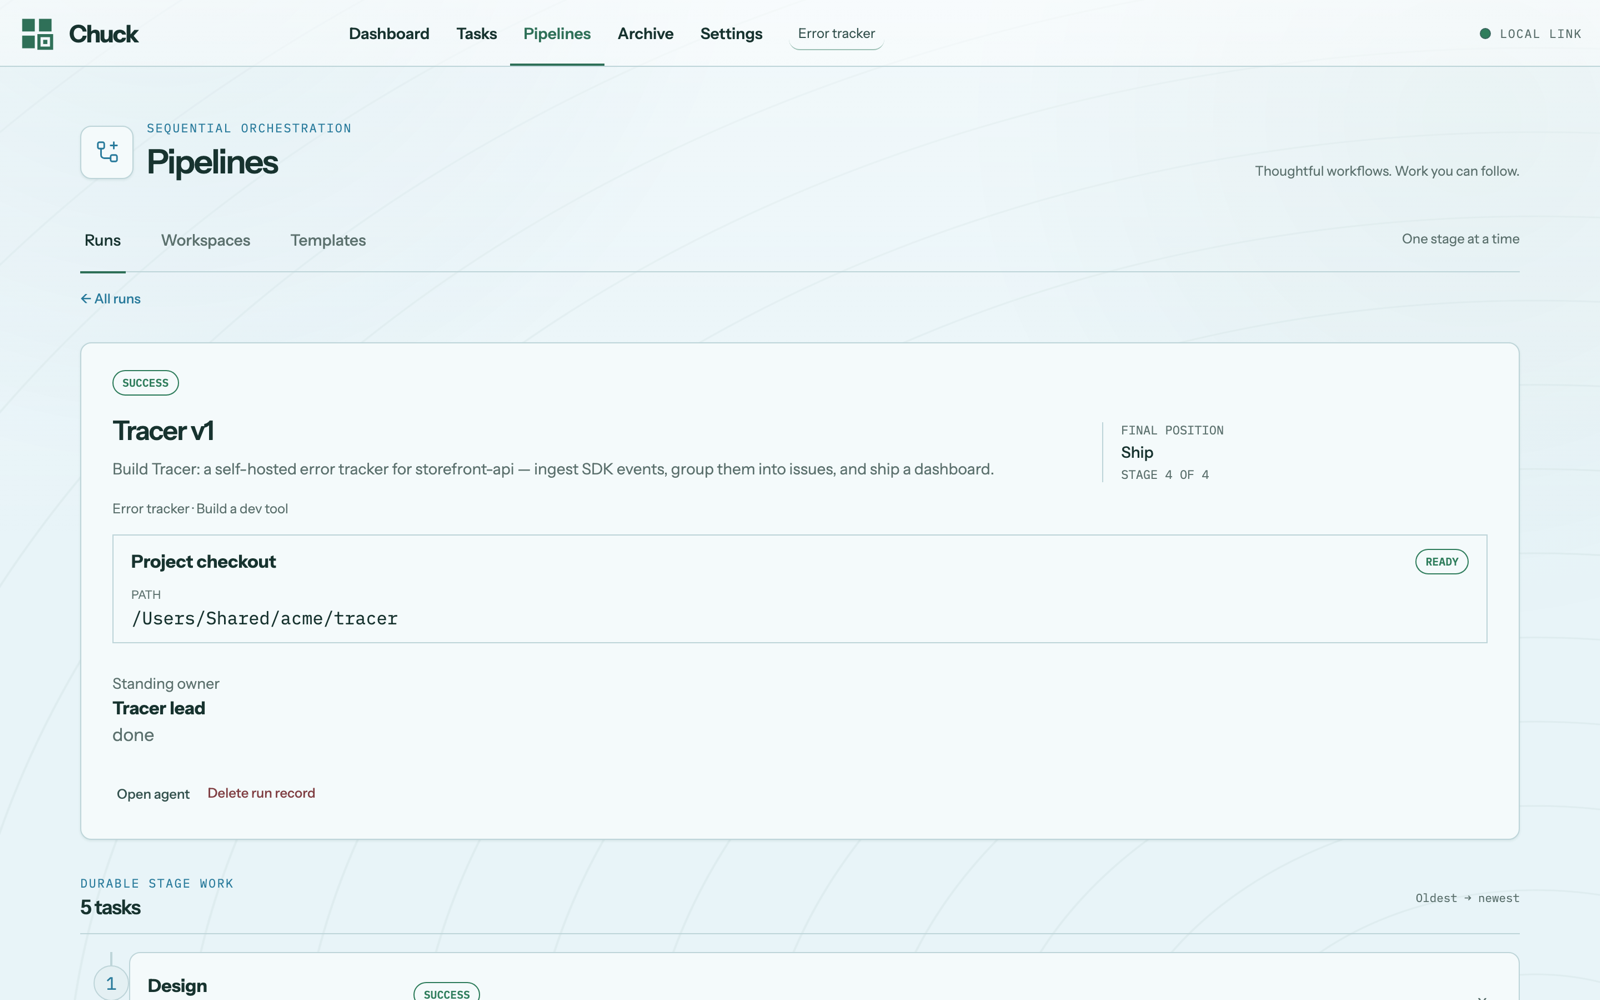 Chuck
Dashboard Tasks Pipelines Archive Settings Error tracker
LOCAL LINK
SEQUENTIAL ORCHESTRATION
Pipelines
Thoughtful workflows. Work you can follow.
Runs Workspaces Templates
One stage at a time
← All runs
SUCCESS
Tracer v1
Build Tracer: a self-hosted error tracker for storefront-api — ingest SDK events, group them into issues, and ship a dashboard.
Error tracker · Build a dev tool
FINAL POSITION
Ship
STAGE 4 OF 4
Project checkout
READY
PATH
/Users/Shared/acme/tracer
Standing owner
Tracer lead
done
Open agent Delete run record
DURABLE STAGE WORK
5 tasks
Oldest → newest
1
Design
SUCCESS